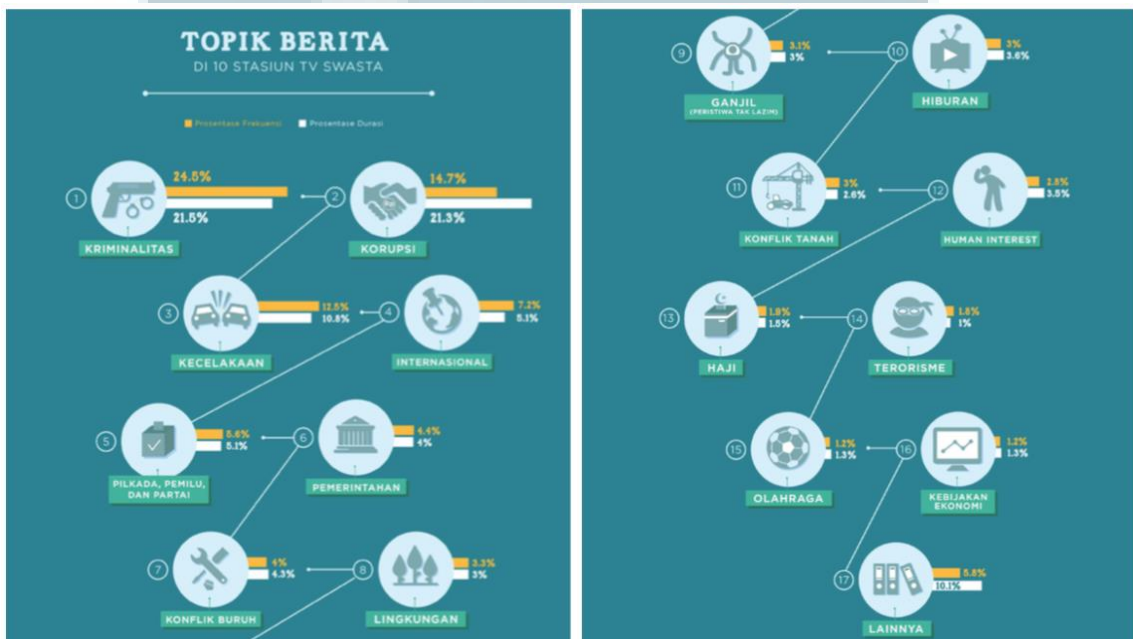 TOPIK BERITA
DI 10 STASIUN TV SWASTA
Prosentase Frekuensi
Prosentase Durasi
1
24.5%
21.5%
KRIMINALITAS
2
14.7%
21.3%
KORUPSI
3
12.5%
10.8%
KECELAKAAN
4
7.2%
5.1%
INTERNASIONAL
5
5.6%
5.1%
PILKADA, PEMILU,
DAN PARTAI
6
4.4%
4%
PEMERINTAHAN
7
4%
4.3%
KONFLIK BURUH
8
3.3%
3%
LINGKUNGAN
9
3.1%
3%
GANJIL
(PERISTIWA TAK LAZIM)
10
3%
3.6%
HIBURAN
11
3%
2.6%
KONFLIK TANAH
12
2.8%
3.5%
HUMAN INTEREST
13
1.9%
1.5%
HAJI
14
1.8%
1%
TERORISME
15
1.2%
1.3%
OLAHRAGA
16
1.2%
1.3%
KEBIJAKAN
EKONOMI
17
5.8%
10.1%
LAINNYA